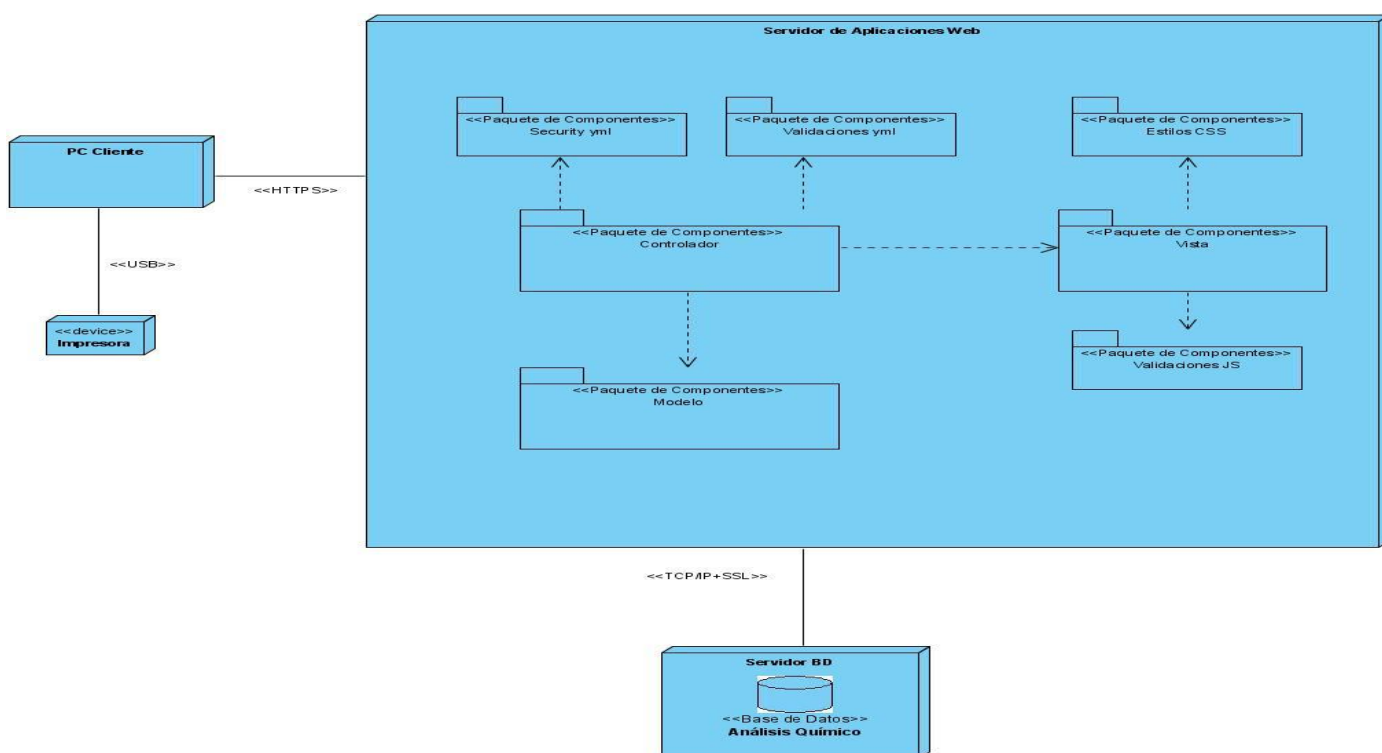 Servidor de Aplicaciones Web
<<Paquete de Componentes>>
Security yml
<<Paquete de Componentes>>
Validaciones yml
<<Paquete de Componentes>>
Estilos CSS
PC Cliente
<<HTTPS>>
<<Paquete de Componentes>>
Controlador
<<Paquete de Componentes>>
Vista
<<USB>>
<<device>>
Impresora
<<Paquete de Componentes>>
Validaciones JS
<<Paquete de Componentes>>
Modelo
<<TCP/IP+SSL>>
Servidor BD
<<Base de Datos>>
Análisis Químico